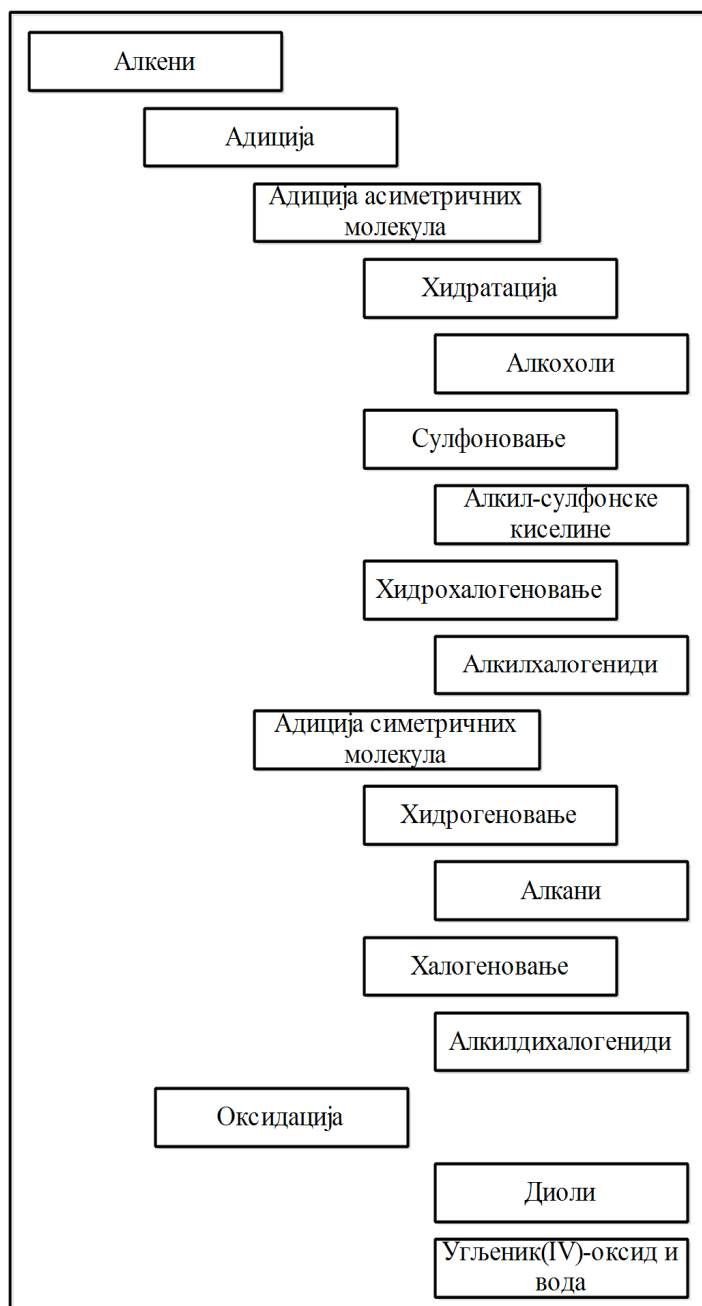 Алкени
Адиција
Адиција асиметричних
молекула
Хидратација
Алкохоли
Сулфоновање
Алкил-сулфонске
киселине
Хидрохалогеновање
Алкилхалогениди
Адиција симетричних
молекула
Хидрогеновање
Алкани
Халогеновање
Алкилдихалогениди
Оксидација
Диоли
Угљеник(IV)-оксид и
вода